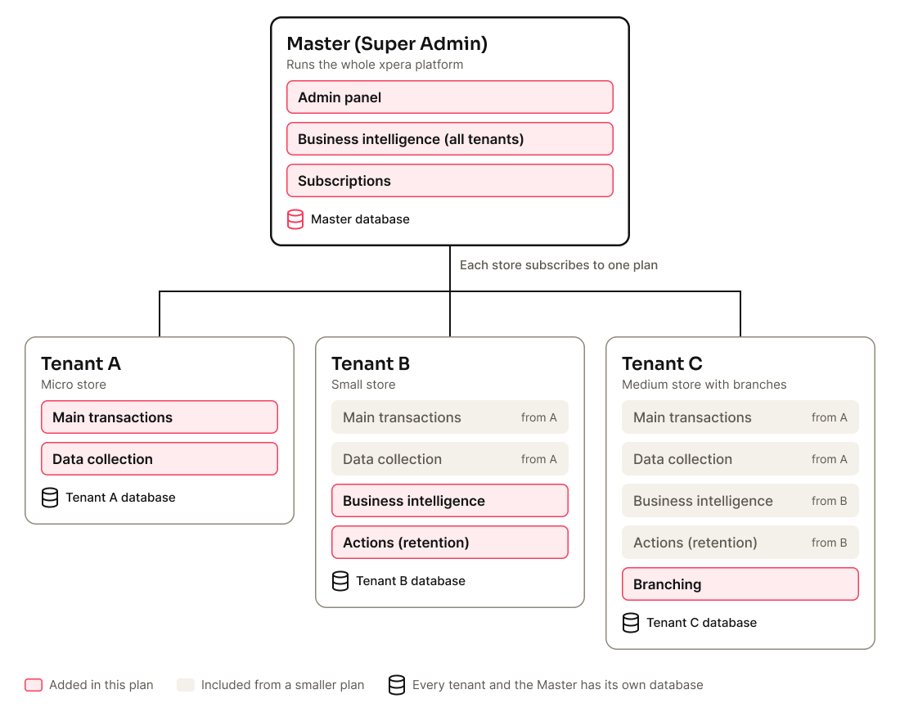 Master (Super Admin)
Runs the whole xpera platform
Admin panel
Business intelligence (all tenants)
Subscriptions
Master database
Each store subscribes to one plan
Tenant A
Micro store
Main transactions
Data collection
Tenant A database
Tenant B
Small store
Main transactions from A
Data collection from A
Business intelligence
Actions (retention)
Tenant B database
Tenant C
Medium store with branches
Main transactions from A
Data collection from A
Business intelligence from B
Actions (retention) from B
Branching
Tenant C database
Added in this plan
Included from a smaller plan
Every tenant and the Master has its own database